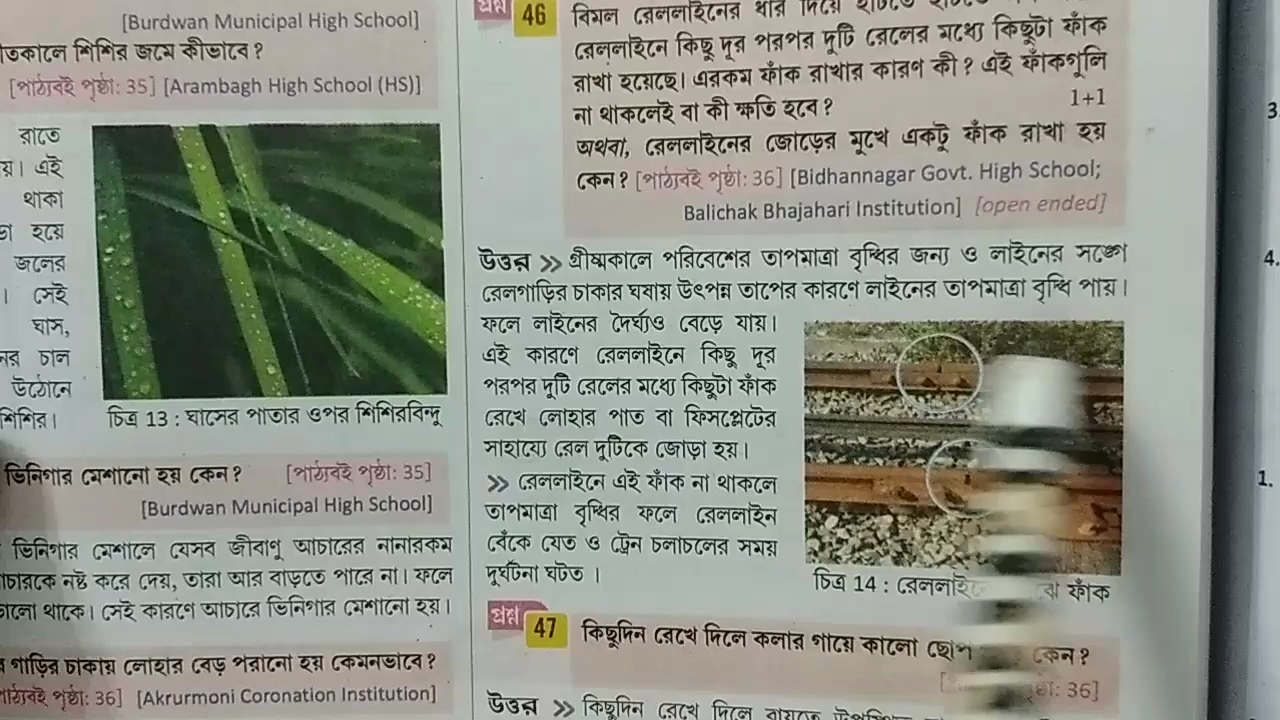 [Burdwan Municipal High School]
শিশির জমে কীভাবে?
[পাঠ্যবই পৃষ্ঠা: 35] [Arambagh High School (HS)]
রাতে
এই
থাকা
হয়ে
জলের
। সেই
ঘাস,
চাল
উঠোনে
শিশির।
চিত্র 13 : ঘাসের পাতার ওপর শিশিরবিন্দু
ভিনিগার মেশানো হয় কেন? [পাঠ্যবই পৃষ্ঠা: 35]
[Burdwan Municipal High School]
ভিনিগার মেশালে যেসব জীবাণু আচারের নানারকম
নষ্ট করে দেয়, তারা আর বাড়তে পারে না। ফলে
থাকে। সেই কারণে আচারে ভিনিগার মেশানো হয়।
গাড়ির চাকায় লোহার বেড় পরানো হয় কেমনভাবে?
পৃষ্ঠা: 36] [Akrurmoni Coronation Institution]
প্রশ্ন 46 বিমল রেললাইনের ধার দিয়ে
রেললাইনে কিছু দূর পরপর দুটি রেলের মধ্যে কিছুটা ফাঁক
রাখা হয়েছে। এরকম ফাঁক রাখার কারণ কী? এই ফাঁকগুলি
না থাকলেই বা কী ক্ষতি হবে? 1+1
অথবা, রেললাইনের জোড়ের মুখে একটু ফাঁক রাখা হয়
কেন? [পাঠ্যবই পৃষ্ঠা: 36] [Bidhannagar Govt. High School;
Balichak Bhajahari Institution] [open ended]
উত্তর » গ্রীষ্মকালে পরিবেশের তাপমাত্রা বৃদ্ধির জন্য ও লাইনের সঙ্গে
রেলগাড়ির চাকার ঘষায় উৎপন্ন তাপের কারণে লাইনের তাপমাত্রা বৃদ্ধি পায়।
ফলে লাইনের দৈর্ঘ্যও বেড়ে যায়।
এই কারণে রেললাইনে কিছু দূর
পরপর দুটি রেলের মধ্যে কিছুটা ফাঁক
রেখে লোহার পাত বা ফিসপ্লেটের
সাহায্যে রেল দুটিকে জোড়া হয়।
» রেললাইনে এই ফাঁক না থাকলে
তাপমাত্রা বৃদ্ধির ফলে রেললাইন
বেঁকে যেত ও ট্রেন চলাচলের সময়
দুর্ঘটনা ঘটত ।
চিত্র 14 : ফাঁক
প্রশ্ন 47 কিছুদিন রেখে দিলে কলার গায়ে কালো কেন?
36]
উত্তর » কিছুদিন রেখে দিলে
3.
4.
1.